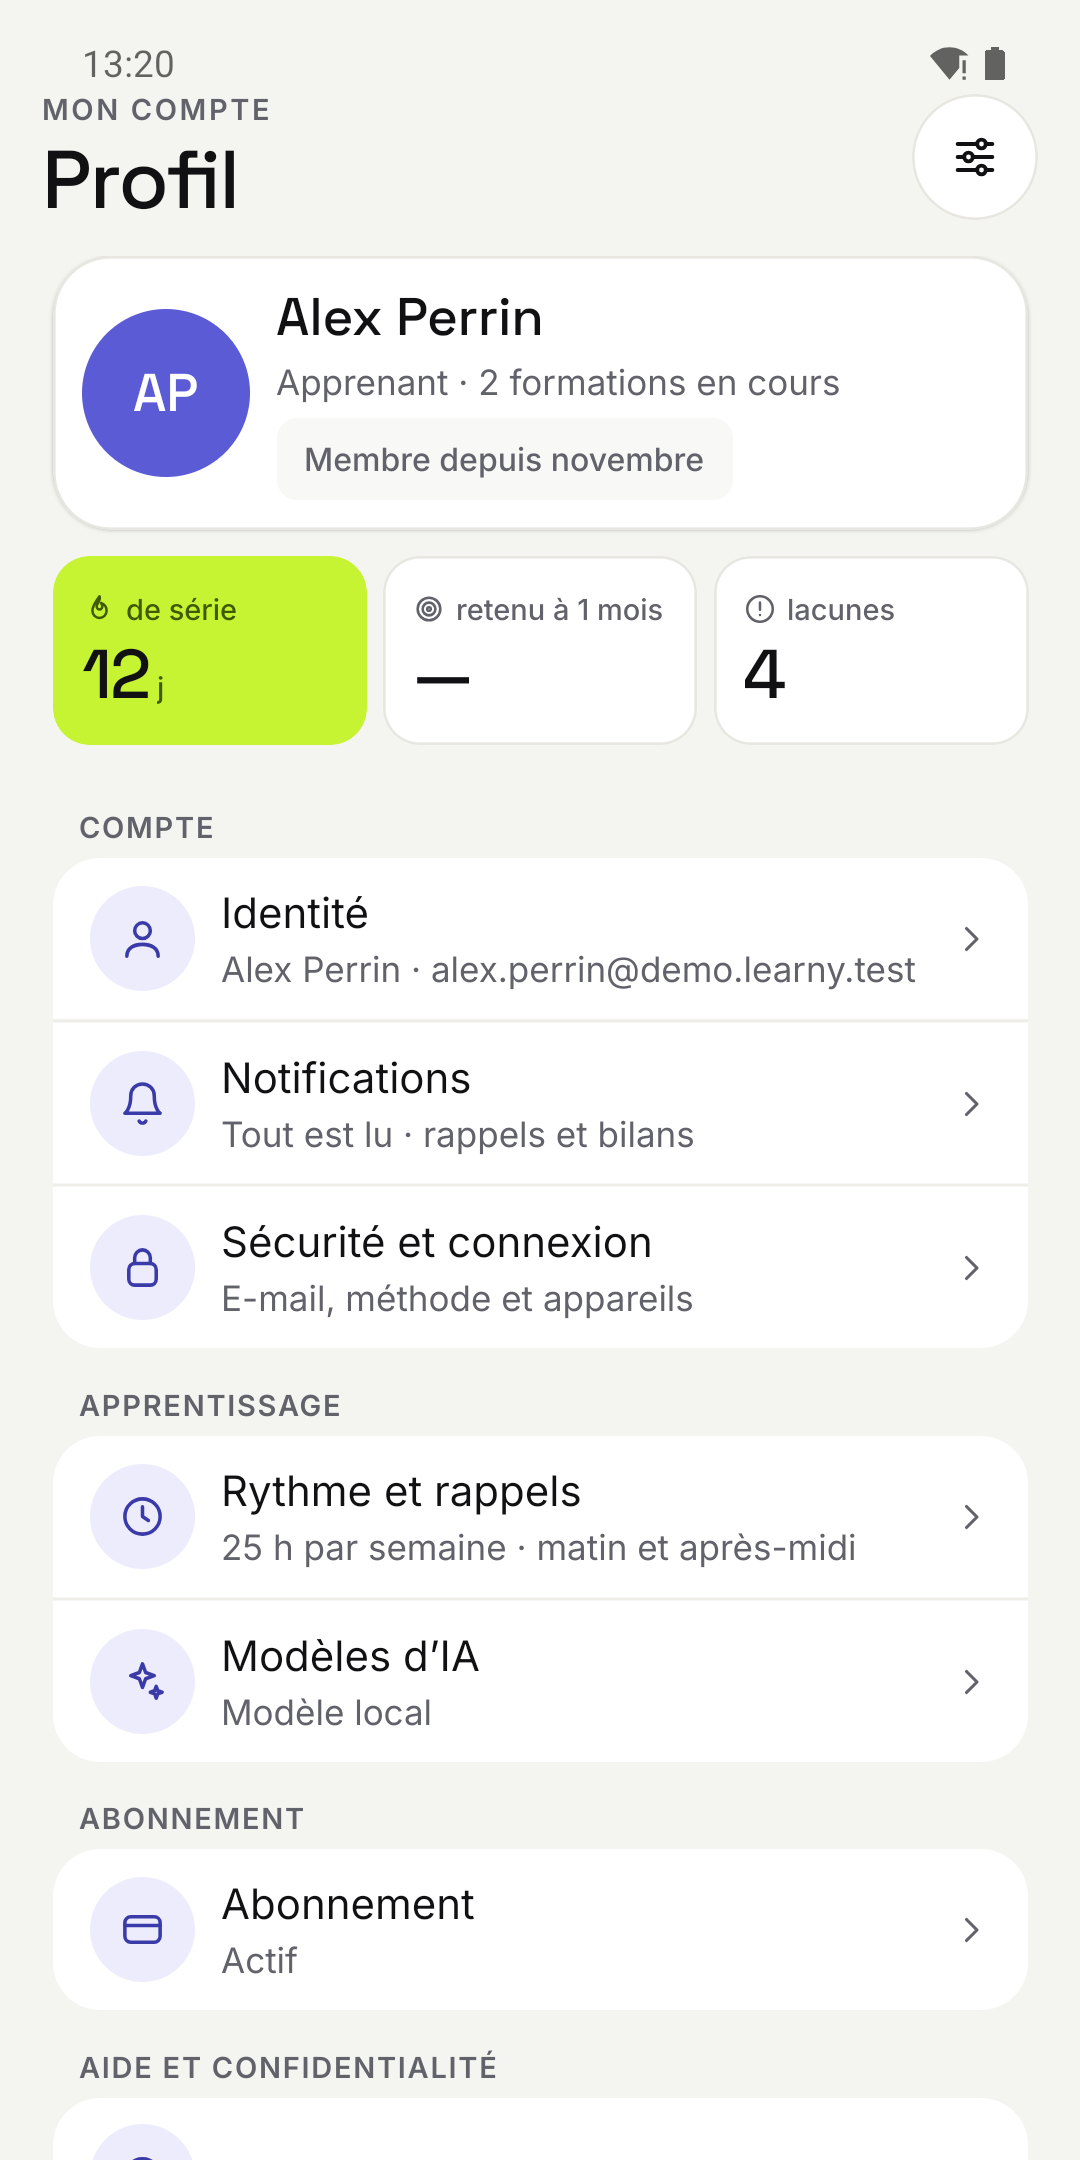 13:20
MON COMPTE
Profil
AP
Alex Perrin
Apprenant · 2 formations en cours
Membre depuis novembre
de série
12 j
retenu à 1 mois
—
lacunes
4
COMPTE
Identité
Alex Perrin · alex.perrin@demo.learny.test
Notifications
Tout est lu · rappels et bilans
Sécurité et connexion
E-mail, méthode et appareils
APPRENTISSAGE
Rythme et rappels
25 h par semaine · matin et après-midi
Modèles d’IA
Modèle local
ABONNEMENT
Abonnement
Actif
AIDE ET CONFIDENTIALITÉ